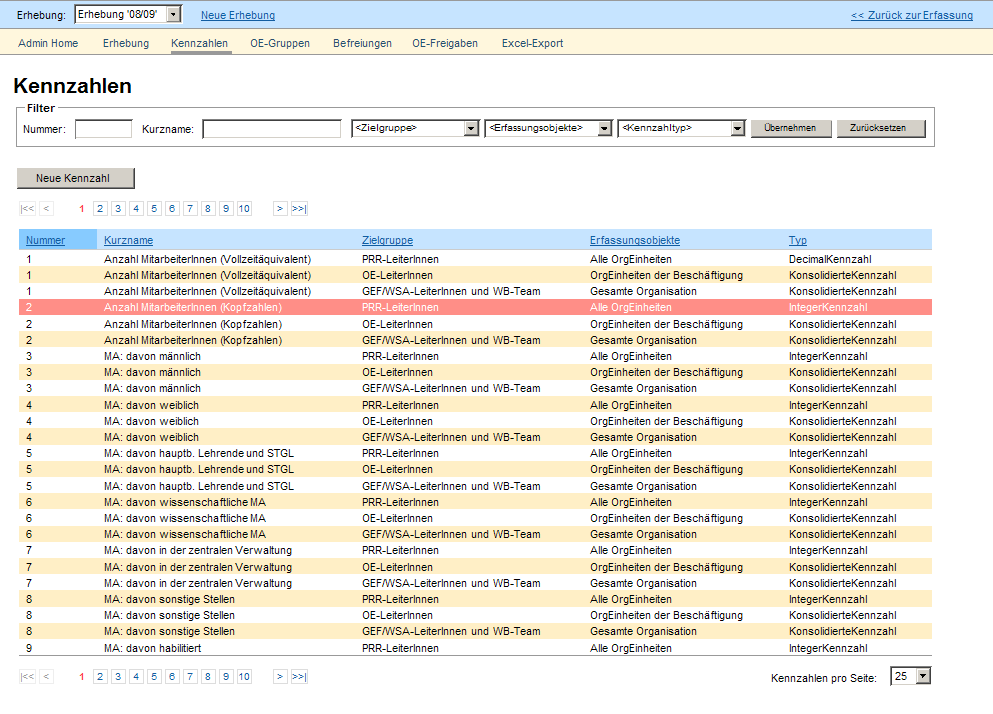 Erhebung: Erhebung '08/09' Neue Erhebung << Zurück zur Erfassung
Admin Home Erhebung Kennzahlen OE-Gruppen Befreiungen OE-Freigaben Excel-Export
Kennzahlen
Filter
Nummer: Kurzname: <Zielgruppe> <Erfassungsobjekte> <Kennzahltyp> Übernehmen Zurücksetzen
Neue Kennzahl
|<< < 1 2 3 4 5 6 7 8 9 10 > >>|
Nummer Kurzname Zielgruppe Erfassungsobjekte Typ
1 Anzahl MitarbeiterInnen (Vollzeitäquivalent) PRR-LeiterInnen Alle OrgEinheiten DecimalKennzahl
1 Anzahl MitarbeiterInnen (Vollzeitäquivalent) OE-LeiterInnen OrgEinheiten der Beschäftigung KonsolidierteKennzahl
1 Anzahl MitarbeiterInnen (Vollzeitäquivalent) GEF/WSA-LeiterInnen und WB-Team Gesamte Organisation KonsolidierteKennzahl
2 Anzahl MitarbeiterInnen (Kopfzahlen) PRR-LeiterInnen Alle OrgEinheiten IntegerKennzahl
2 Anzahl MitarbeiterInnen (Kopfzahlen) OE-LeiterInnen OrgEinheiten der Beschäftigung KonsolidierteKennzahl
2 Anzahl MitarbeiterInnen (Kopfzahlen) GEF/WSA-LeiterInnen und WB-Team Gesamte Organisation KonsolidierteKennzahl
3 MA: davon männlich PRR-LeiterInnen Alle OrgEinheiten IntegerKennzahl
3 MA: davon männlich OE-LeiterInnen OrgEinheiten der Beschäftigung KonsolidierteKennzahl
3 MA: davon männlich GEF/WSA-LeiterInnen und WB-Team Gesamte Organisation KonsolidierteKennzahl
4 MA: davon weiblich PRR-LeiterInnen Alle OrgEinheiten IntegerKennzahl
4 MA: davon weiblich OE-LeiterInnen OrgEinheiten der Beschäftigung KonsolidierteKennzahl
4 MA: davon weiblich GEF/WSA-LeiterInnen und WB-Team Gesamte Organisation KonsolidierteKennzahl
5 MA: davon hauptb. Lehrende und STGL PRR-LeiterInnen Alle OrgEinheiten IntegerKennzahl
5 MA: davon hauptb. Lehrende und STGL OE-LeiterInnen OrgEinheiten der Beschäftigung KonsolidierteKennzahl
5 MA: davon hauptb. Lehrende und STGL GEF/WSA-LeiterInnen und WB-Team Gesamte Organisation KonsolidierteKennzahl
6 MA: davon wissenschaftliche MA PRR-LeiterInnen Alle OrgEinheiten IntegerKennzahl
6 MA: davon wissenschaftliche MA OE-LeiterInnen OrgEinheiten der Beschäftigung KonsolidierteKennzahl
6 MA: davon wissenschaftliche MA GEF/WSA-LeiterInnen und WB-Team Gesamte Organisation KonsolidierteKennzahl
7 MA: davon in der zentralen Verwaltung PRR-LeiterInnen Alle OrgEinheiten IntegerKennzahl
7 MA: davon in der zentralen Verwaltung OE-LeiterInnen OrgEinheiten der Beschäftigung KonsolidierteKennzahl
7 MA: davon in der zentralen Verwaltung GEF/WSA-LeiterInnen und WB-Team Gesamte Organisation KonsolidierteKennzahl
8 MA: davon sonstige Stellen PRR-LeiterInnen Alle OrgEinheiten IntegerKennzahl
8 MA: davon sonstige Stellen OE-LeiterInnen OrgEinheiten der Beschäftigung KonsolidierteKennzahl
8 MA: davon sonstige Stellen GEF/WSA-LeiterInnen und WB-Team Gesamte Organisation KonsolidierteKennzahl
9 MA: davon habilitiert PRR-LeiterInnen Alle OrgEinheiten IntegerKennzahl
|<< < 1 2 3 4 5 6 7 8 9 10 > >>| Kennzahlen pro Seite: 25